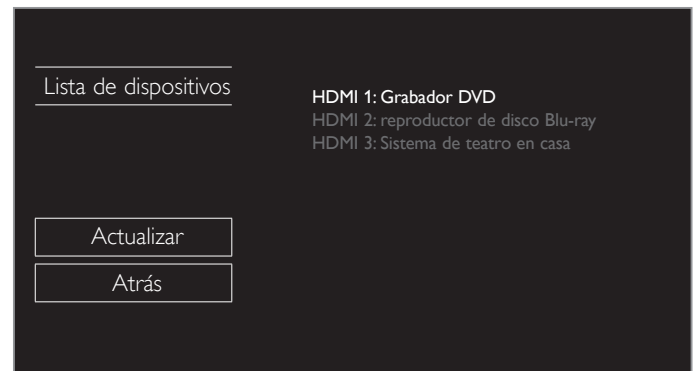 Lista de dispositivos
HDMI 1: Grabador DVD
HDMI 2: reproductor de disco Blu-ray
HDMI 3: Sistema de teatro en casa
Actualizar
Atrás